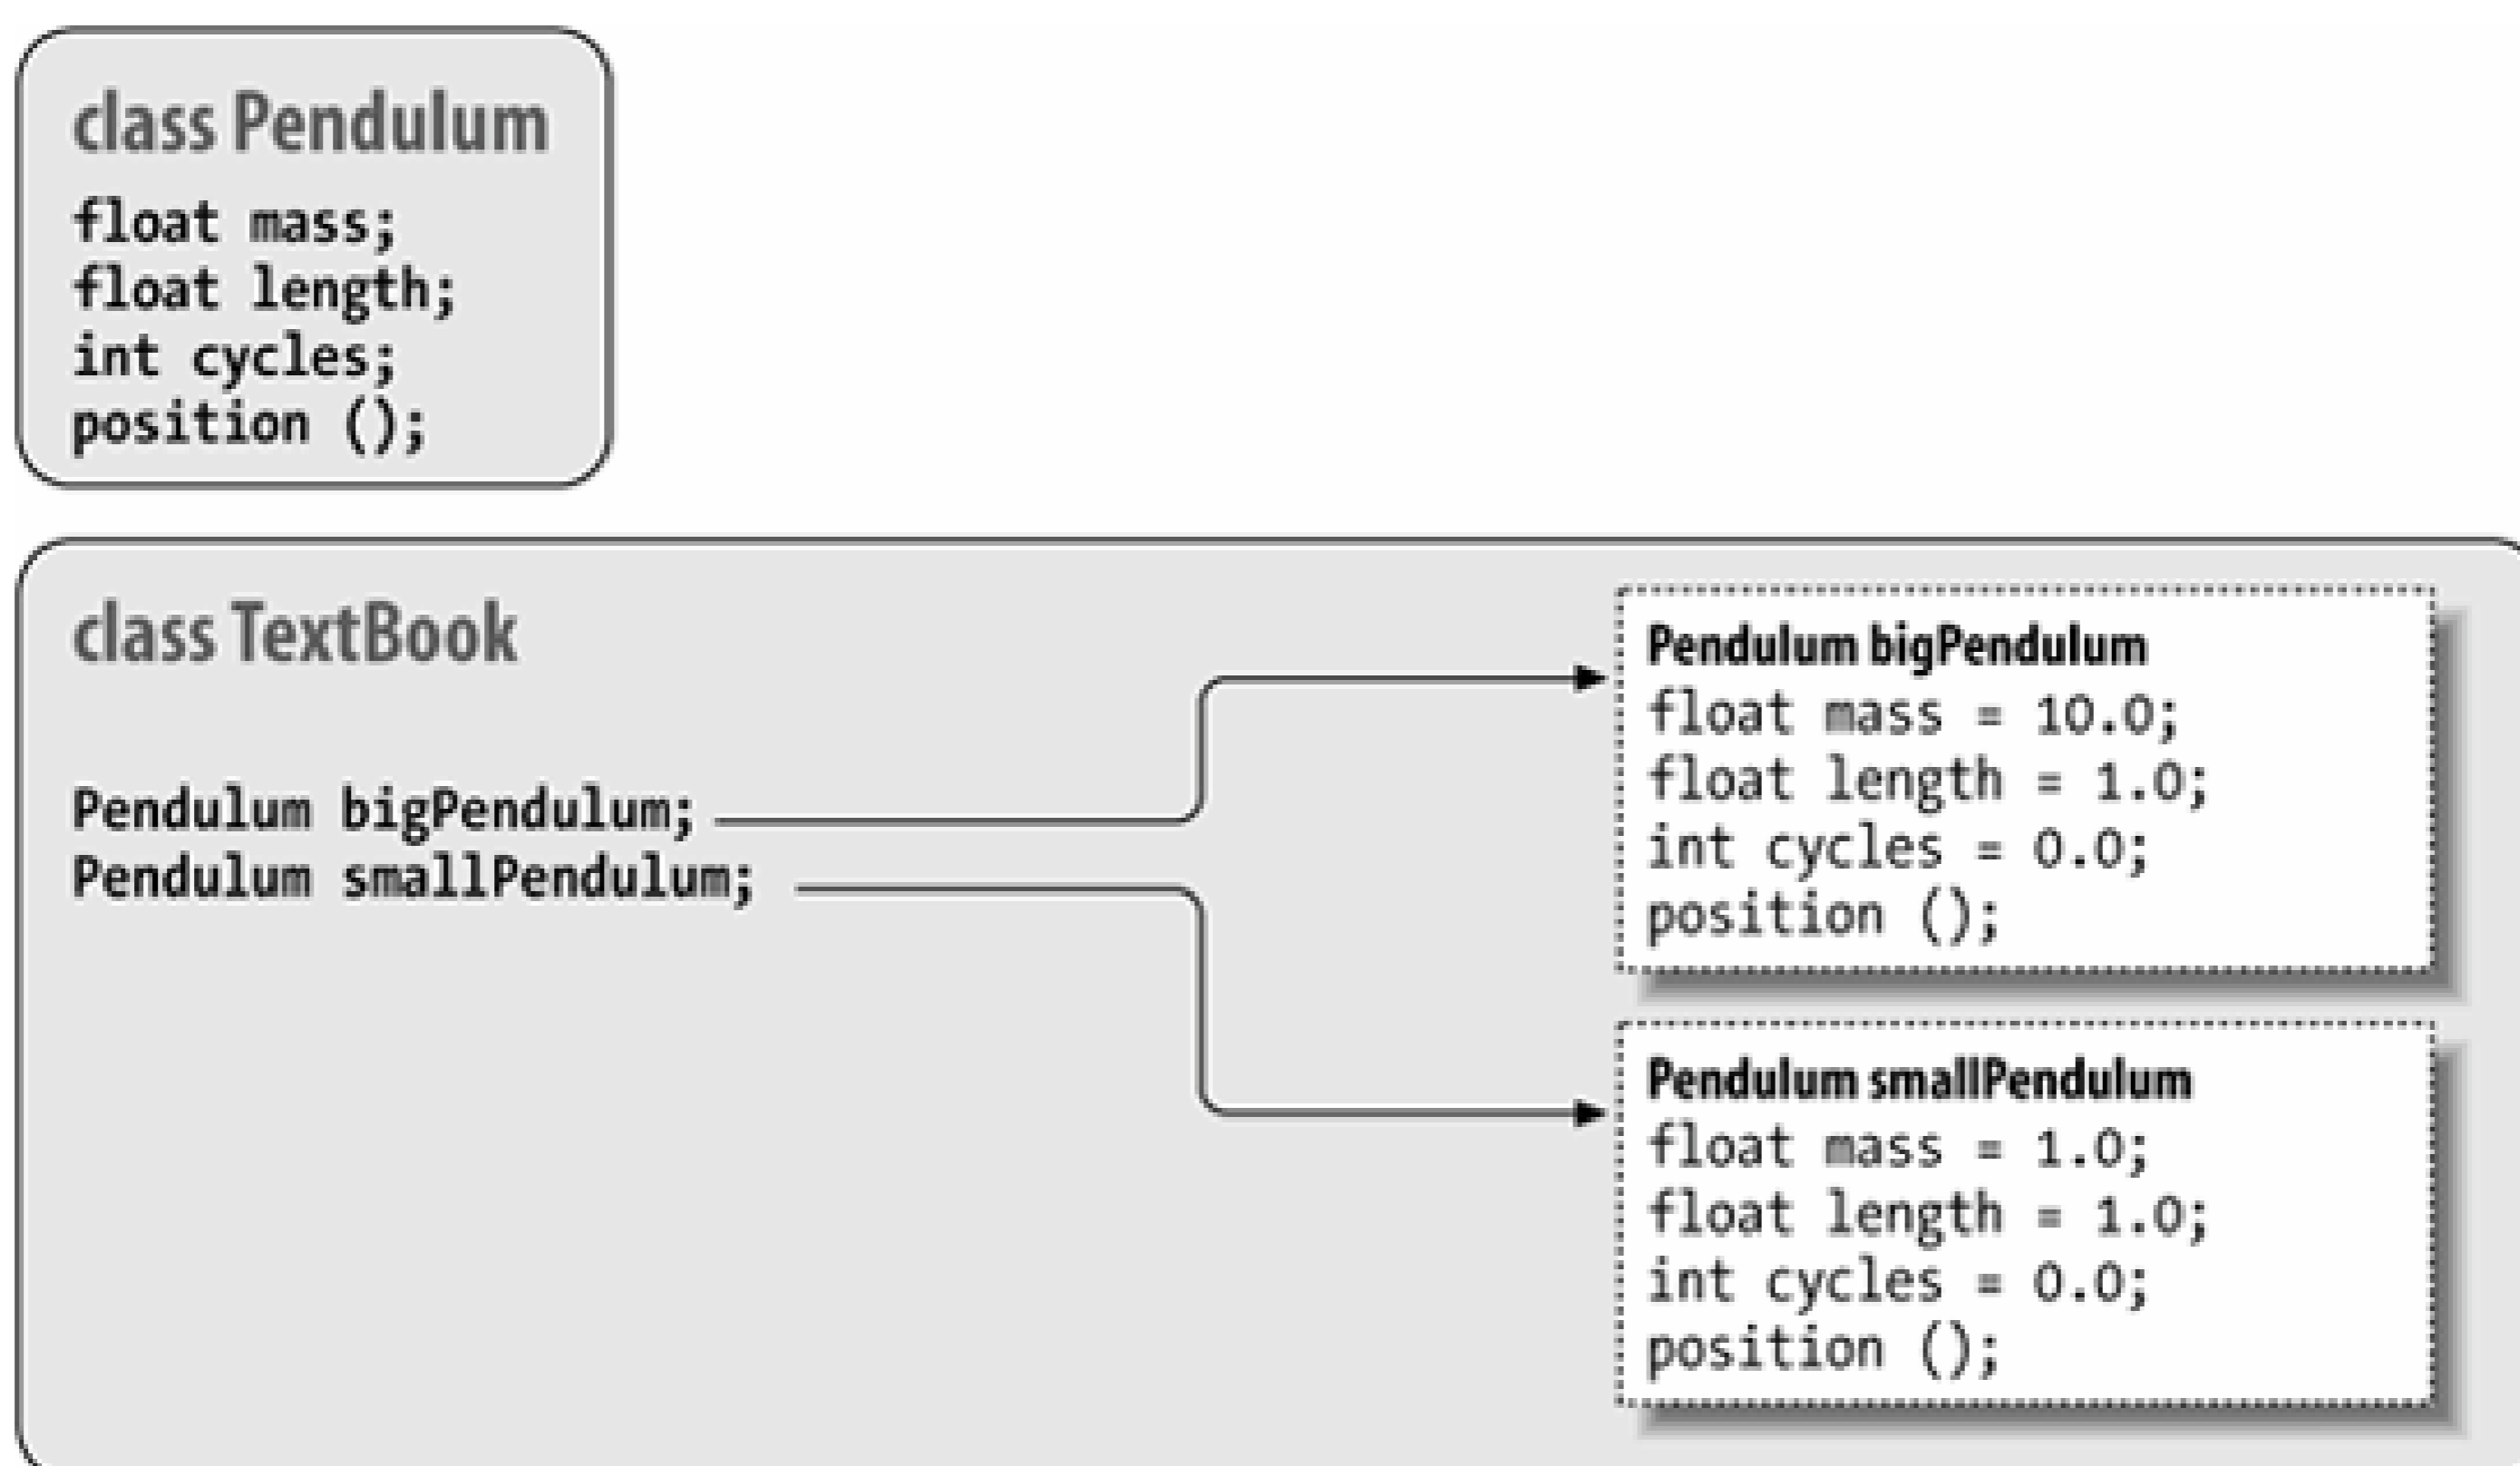 class Pendulum
float mass;
float length;
int cycles;
position ();
class TextBook
Pendulum bigPendulum;
Pendulum smallPendulum;
Pendulum bigPendulum
float mass = 10.0;
float length = 1.0;
int cycles = 0.0;
position ();
Pendulum smallPendulum
float mass = 1.0;
float length = 1.0;
int cycles = 0.0;
position ();